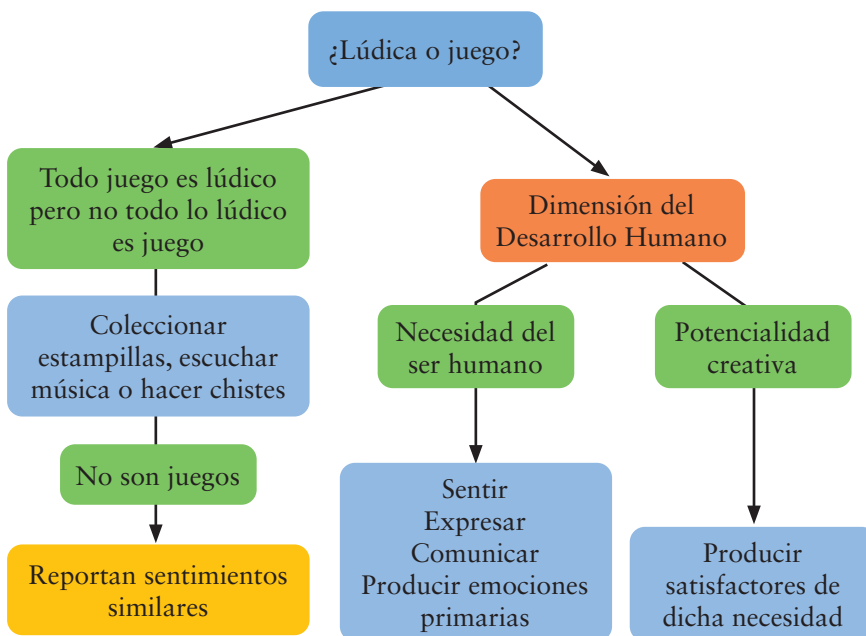 ¿Lúdica o juego?
Todo juego es lúdico
pero no todo lo lúdico
es juego
Coleccionar
estampillas, escuchar
música o hacer chistes
No son juegos
Reportan sentimientos
similares
Dimensión del
Desarrollo Humano
Necesidad del
ser humano
Sentir
Expresar
Comunicar
Producir emociones
primarias
Potencialidad
creativa
Producir
satisfactores de
dicha necesidad